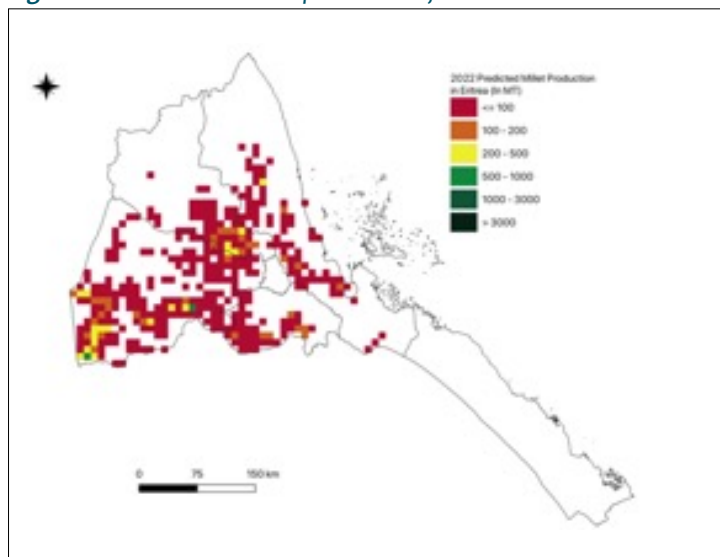 2022 Predicted Millet Production
in Eritrea (in MT)
<= 100
100 - 200
200 - 500
500 - 1000
1000 - 3000
> 3000
0 75 150 km